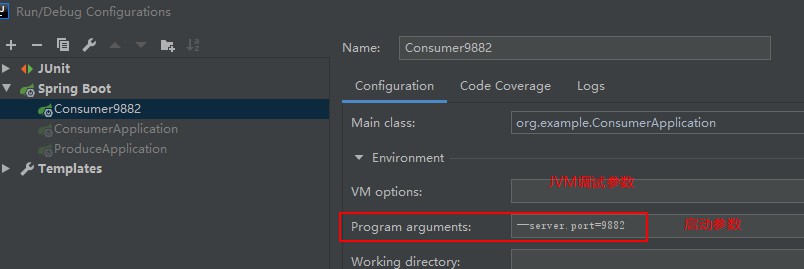 Run/Debug Configurations
Name: Consumer9882
JUnit
Spring Boot
Consumer9882
ConsumerApplication
ProduceApplication
Templates
Configuration Code Coverage Logs
Main class: org.example.ConsumerApplication
Environment
VM options: JVM调试参数
Program arguments: —server.port=9882 启动参数
Working directory: